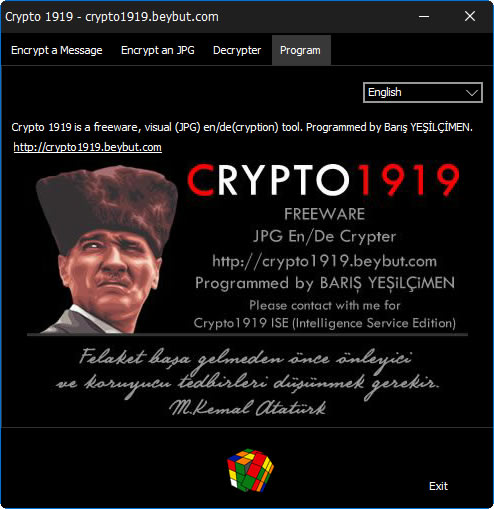 Crypto 1919 - crypto1919.beybut.com
Encrypt a Message Encrypt an JPG Decrypter Program
English
Crypto 1919 is a freeware, visual (JPG) en/de(cryption) tool. Programmed by Barış YEŞİLÇİMEN.
http://crypto1919.beybut.com
CRYPTO1919
FREEWARE
JPG En/De Crypter
http://crypto1919.beybut.com
Programmed by BARIŞ YEŞiLÇiMEN
Please contact with me for
Crypto1919 ISE (Intelligence Service Edition)
Felaket başa gelmeden önce önleyici
ve koruyucu tedbirleri düşünmek gerekir.
M.Kemal Atatürk
Exit